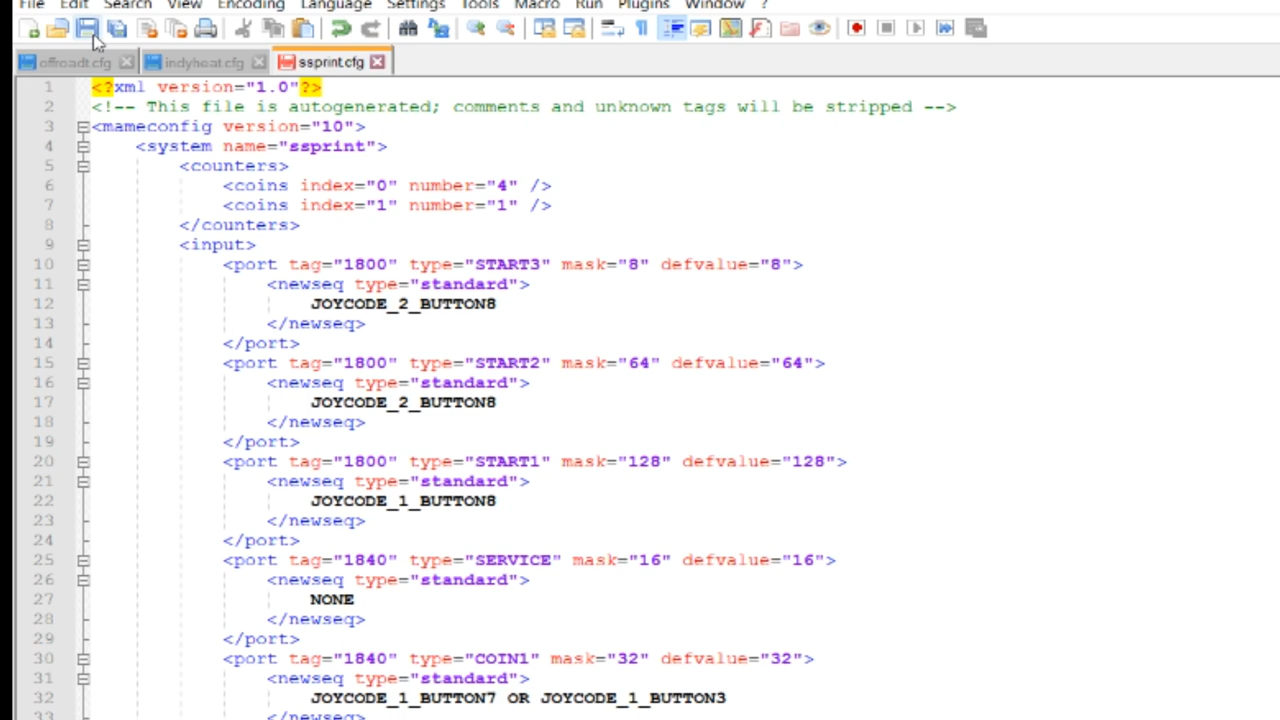 File Edit Search View Encoding Language Settings Tools Macro Run Plugins Window ?
offroadt.cfg indyheat.cfg ssprint.cfg
1 <?xml version="1.0"?>
2 <!-- This file is autogenerated; comments and unknown tags will be stripped -->
3 <mameconfig version="10">
4 <system name="ssprint">
5 <counters>
6 <coins index="0" number="4" />
7 <coins index="1" number="1" />
8 </counters>
9 <input>
10 <port tag="1800" type="START3" mask="8" defvalue="8">
11 <newseq type="standard">
12 JOYCODE_2_BUTTON8
13 </newseq>
14 </port>
15 <port tag="1800" type="START2" mask="64" defvalue="64">
16 <newseq type="standard">
17 JOYCODE_2_BUTTON8
18 </newseq>
19 </port>
20 <port tag="1800" type="START1" mask="128" defvalue="128">
21 <newseq type="standard">
22 JOYCODE_1_BUTTON8
23 </newseq>
24 </port>
25 <port tag="1840" type="SERVICE" mask="16" defvalue="16">
26 <newseq type="standard">
27 NONE
28 </newseq>
29 </port>
30 <port tag="1840" type="COIN1" mask="32" defvalue="32">
31 <newseq type="standard">
32 JOYCODE_1_BUTTON7 OR JOYCODE_1_BUTTON3
33 </newseq>